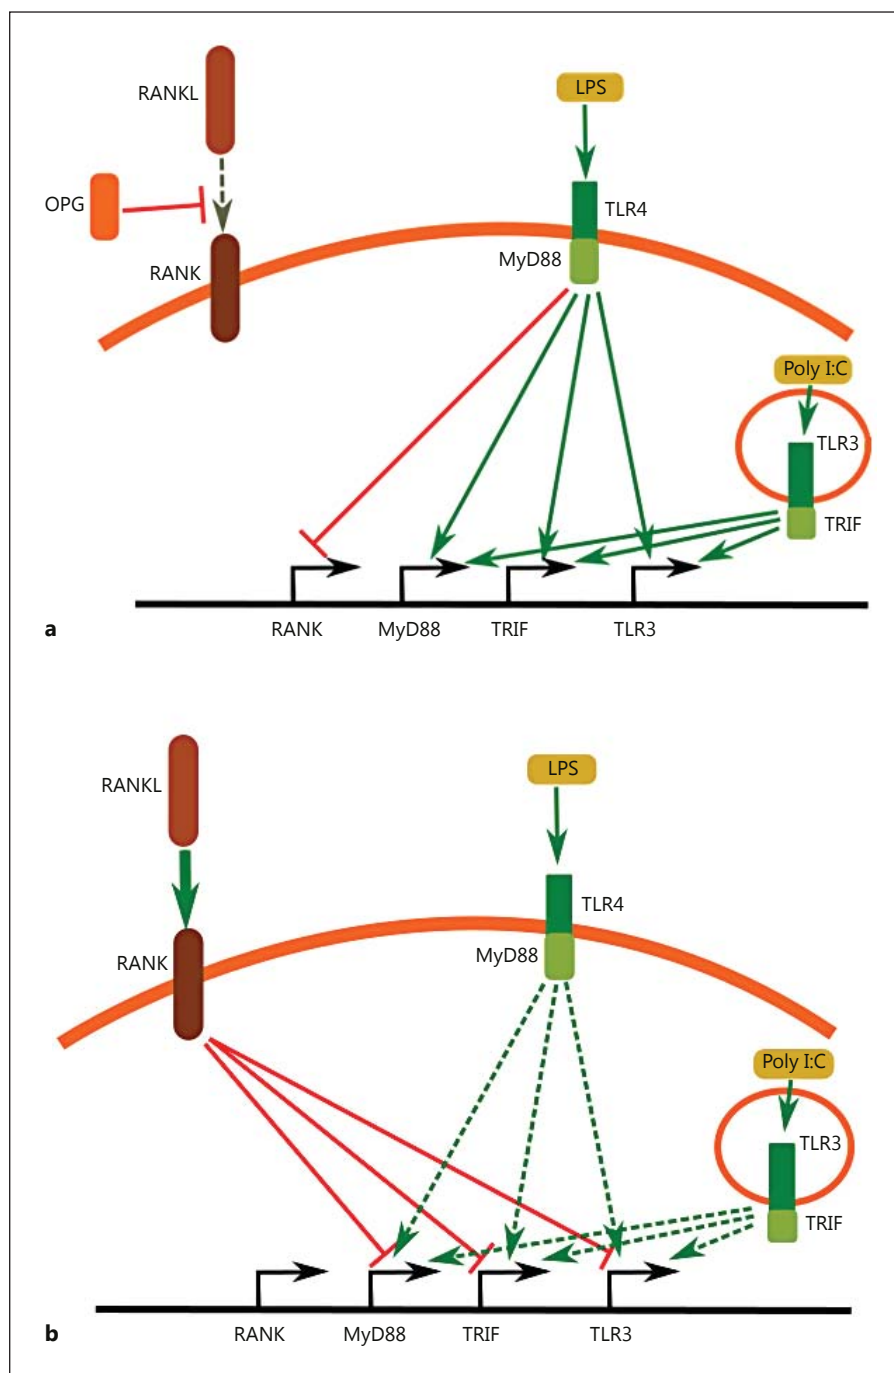 RANKL
LPS
OPG
TLR4
RANK
MyD88
Poly I:C
TLR3
TRIF
RANK MyD88 TRIF TLR3
a
RANKL
LPS
TLR4
RANK
MyD88
Poly I:C
TLR3
TRIF
RANK MyD88 TRIF TLR3
b